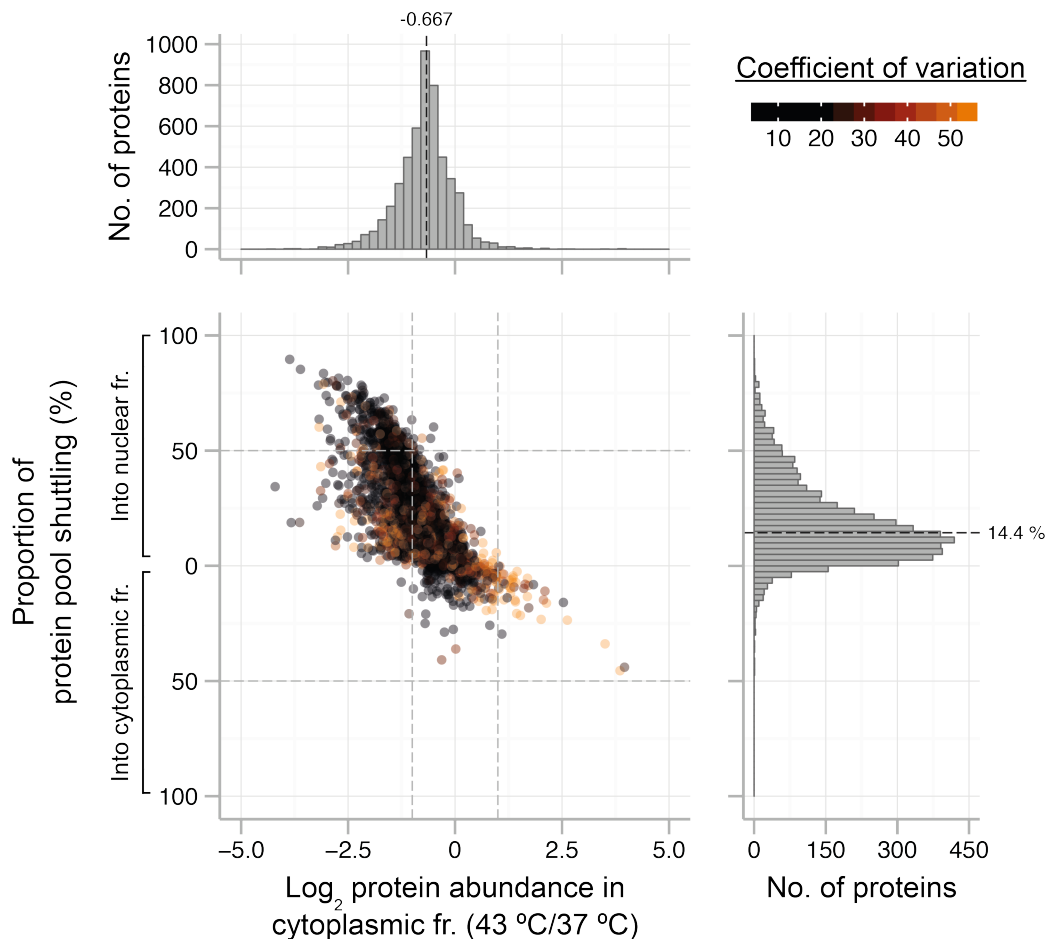 -0.667
1000
800
600
400
200
0
No. of proteins
Coefficient of variation
10 20 30 40 50
100
50
0
50
100
Proportion of
protein pool shuttling (%)
Into nuclear fr.
Into cytoplasmic fr.
−5.0 −2.5 0 2.5 5.0
Log2 protein abundance in
cytoplasmic fr. (43 ºC/37 ºC)
14.4 %
0 150 300 450
No. of proteins